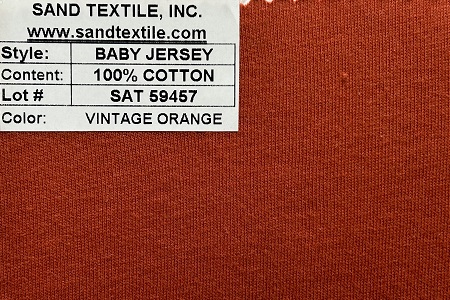 SAND TEXTILE, INC.
www.sandtextile.com
Style: BABY JERSEY
Content: 100% COTTON
Lot # SAT 59457
Color: VINTAGE ORANGE